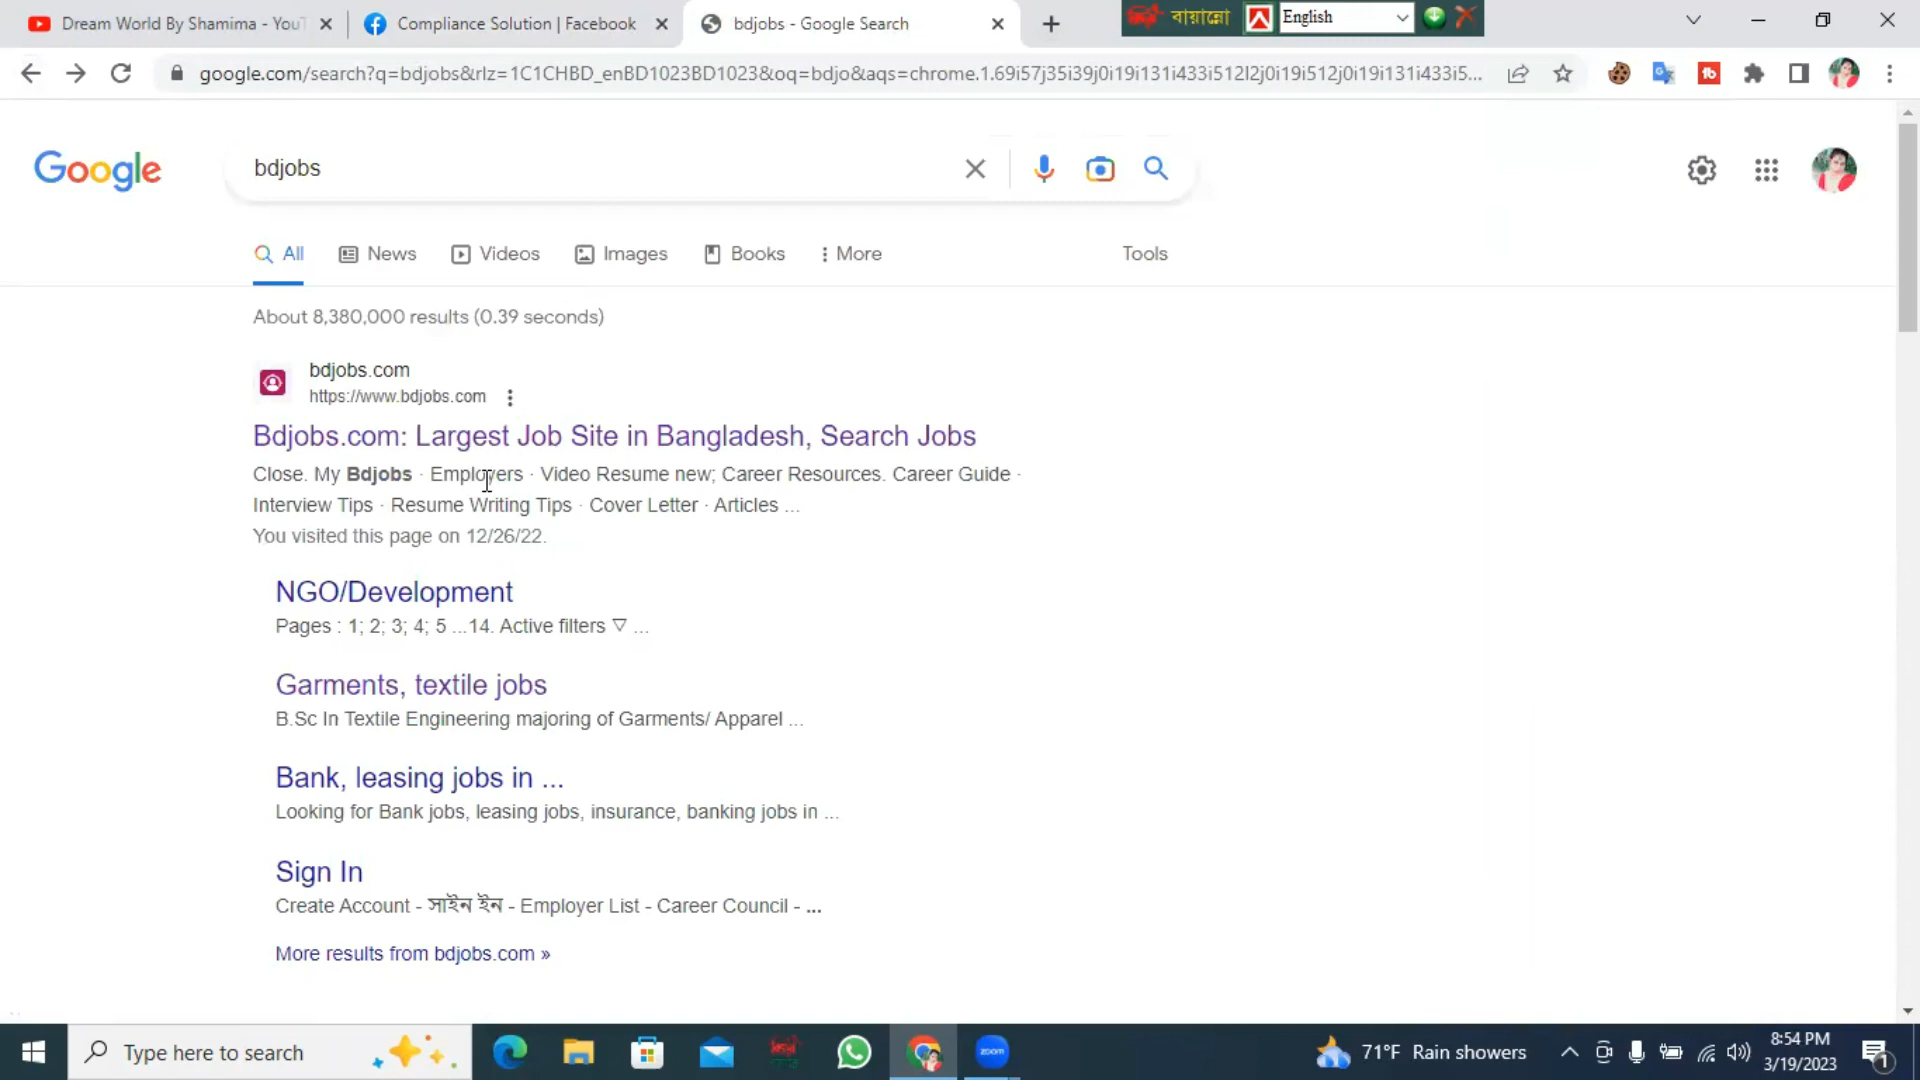 Dream World By Shamima - YouT
Compliance Solution | Facebook
bdjobs - Google Search
বায়ান্নো
English
google.com/search?q=bdjobs&rlz=1C1CHBD_enBD1023BD1023&oq=bdjo&aqs=chrome.1.69i57j35i39j0i19i131i433i512l2j0i19i512j0i19i131i433i5...
Google
bdjobs
All
News
Videos
Images
Books
More
Tools
About 8,380,000 results (0.39 seconds)
bdjobs.com
https://www.bdjobs.com
Bdjobs.com: Largest Job Site in Bangladesh, Search Jobs
Close. My Bdjobs · Employers · Video Resume new; Career Resources. Career Guide ·
Interview Tips · Resume Writing Tips · Cover Letter · Articles ...
You visited this page on 12/26/22.
NGO/Development
Pages : 1; 2; 3; 4; 5 ...14. Active filters ▽ ...
Garments, textile jobs
B.Sc In Textile Engineering majoring of Garments/ Apparel ...
Bank, leasing jobs in ...
Looking for Bank jobs, leasing jobs, insurance, banking jobs in ...
Sign In
Create Account - সাইন ইন - Employer List - Career Council - ...
More results from bdjobs.com »
Type here to search
zoom
71°F Rain showers
8:54 PM
3/19/2023
1